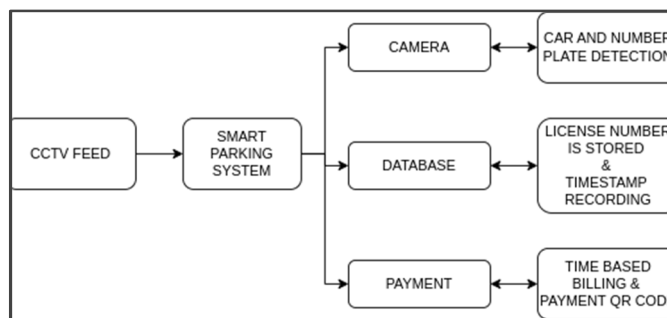 CCTV FEED
SMART
PARKING
SYSTEM
CAMERA
CAR AND NUMBER
PLATE DETECTION
DATABASE
LICENSE NUMBER
IS STORED
&
TIMESTAMP
RECORDING
PAYMENT
TIME BASED
BILLING &
PAYMENT QR COD